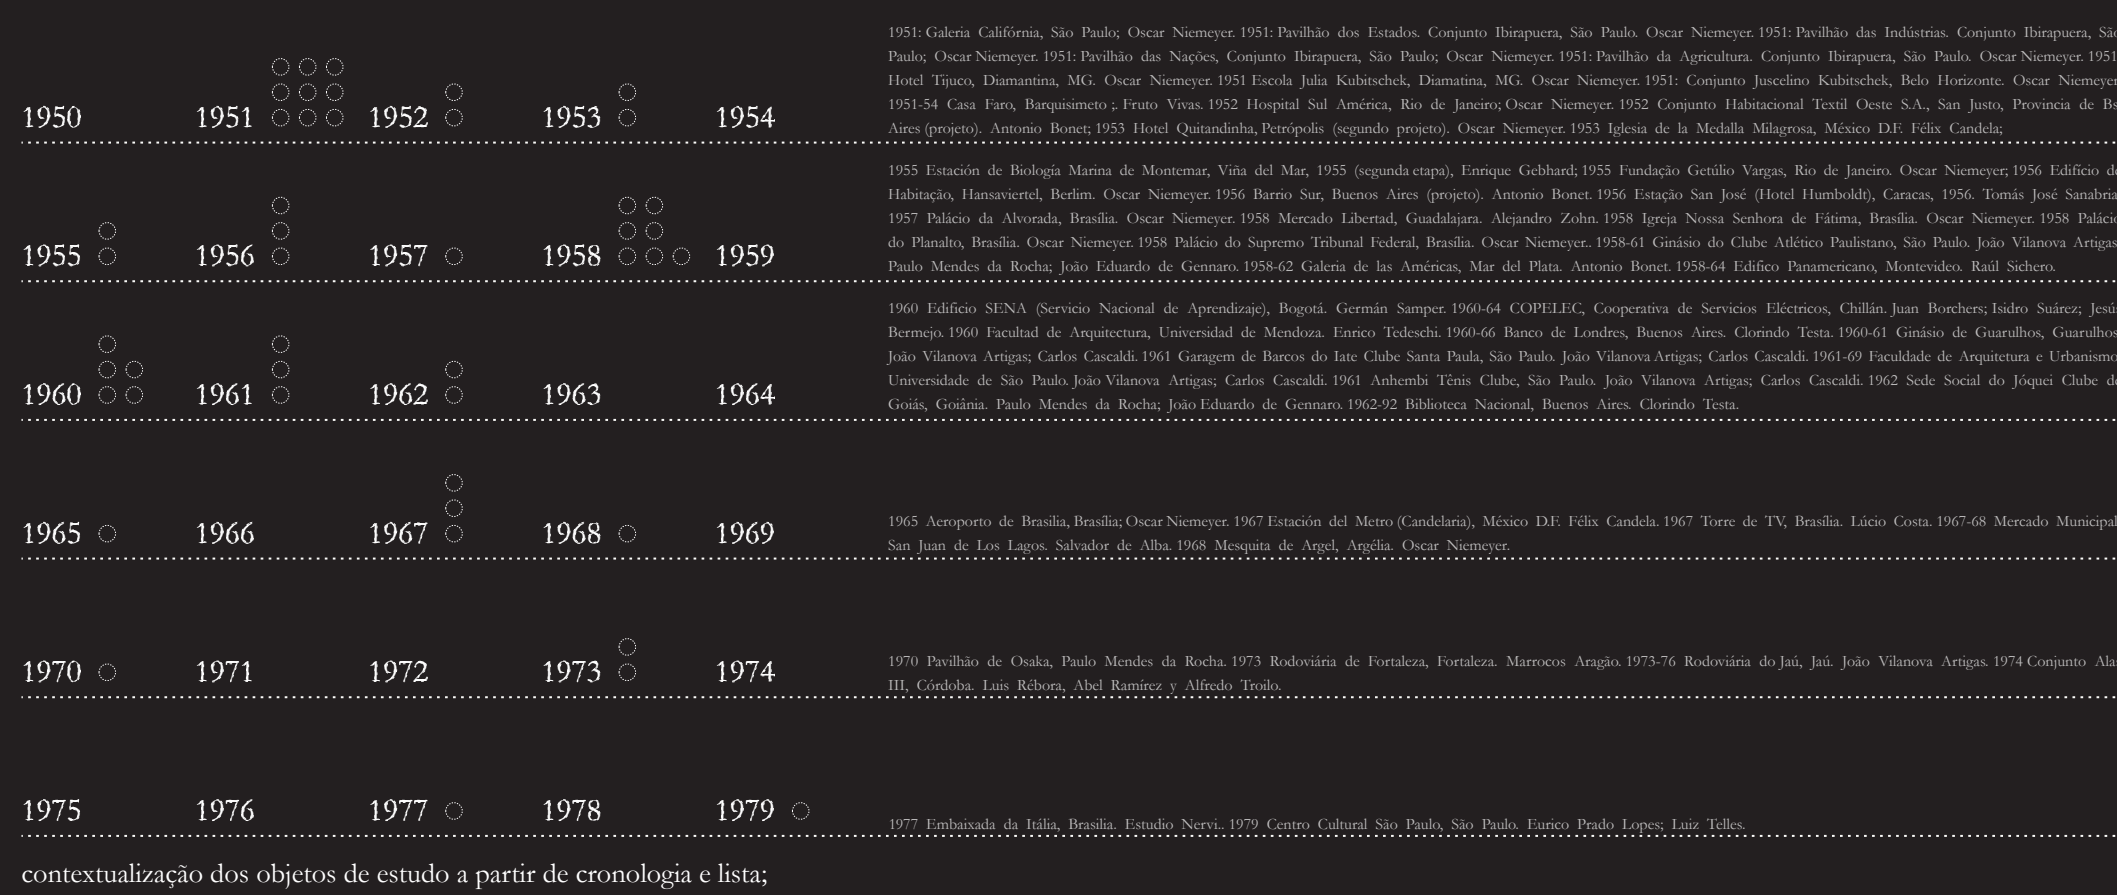 1951: Galeria Califórnia, São Paulo; Oscar Niemeyer. 1951: Pavilhão dos Estados. Conjunto Ibirapuera, São Paulo. Oscar Niemeyer. 1951: Pavilhão das Indústrias. Conjunto Ibirapuera, São
Paulo; Oscar Niemeyer. 1951: Pavilhão das Nações, Conjunto Ibirapuera, São Paulo; Oscar Niemeyer. 1951: Pavilhão da Agricultura. Conjunto Ibirapuera, São Paulo. Oscar Niemeyer. 1951
Hotel Tijuco, Diamantina, MG. Oscar Niemeyer. 1951 Escola Julia Kubitschek, Diamatina, MG. Oscar Niemeyer. 1951: Conjunto Juscelino Kubitschek, Belo Horizonte. Oscar Niemeyer
1951-54 Casa Faro, Barquisimeto ;. Fruto Vivas. 1952 Hospital Sul América, Rio de Janeiro; Oscar Niemeyer. 1952 Conjunto Habitacional Textil Oeste S.A., San Justo, Provincia de Bs
Aires (projeto). Antonio Bonet; 1953 Hotel Quitandinha, Petrópolis (segundo projeto). Oscar Niemeyer. 1953 Iglesia de la Medalla Milagrosa, México D.F. Félix Candela;
1950 1951 1952 1953 1954
1955 Estación de Biología Marina de Montemar, Viña del Mar, 1955 (segunda etapa), Enrique Gebhard; 1955 Fundação Getúlio Vargas, Rio de Janeiro. Oscar Niemeyer; 1956 Edifício de
Habitação, Hansaviertel, Berlim. Oscar Niemeyer. 1956 Barrio Sur, Buenos Aires (projeto). Antonio Bonet. 1956 Estação San José (Hotel Humboldt), Caracas, 1956. Tomás José Sanabria
1957 Palácio da Alvorada, Brasília. Oscar Niemeyer. 1958 Mercado Libertad, Guadalajara. Alejandro Zohn. 1958 Igreja Nossa Senhora de Fátima, Brasília. Oscar Niemeyer. 1958 Palácio
do Planalto, Brasília. Oscar Niemeyer. 1958 Palácio do Supremo Tribunal Federal, Brasília. Oscar Niemeyer.. 1958-61 Ginásio do Clube Atlético Paulistano, São Paulo. João Vilanova Artigas
Paulo Mendes da Rocha; João Eduardo de Gennaro. 1958-62 Galeria de las Américas, Mar del Plata. Antonio Bonet. 1958-64 Edifico Panamericano, Montevideo. Raúl Sichero.
1955 1956 1957 1958 1959
1960 Edificio SENA (Servicio Nacional de Aprendizaje), Bogotá. Germán Samper. 1960-64 COPELEC, Cooperativa de Servicios Eléctricos, Chillán. Juan Borchers; Isidro Suárez; Jesús
Bermejo. 1960 Facultad de Arquitectura, Universidad de Mendoza. Enrico Tedeschi. 1960-66 Banco de Londres, Buenos Aires. Clorindo Testa. 1960-61 Ginásio de Guarulhos, Guarulhos
João Vilanova Artigas; Carlos Cascaldi. 1961 Garagem de Barcos do Iate Clube Santa Paula, São Paulo. João Vilanova Artigas; Carlos Cascaldi. 1961-69 Faculdade de Arquitetura e Urbanismo
Universidade de São Paulo. João Vilanova Artigas; Carlos Cascaldi. 1961 Anhembi Tênis Clube, São Paulo. João Vilanova Artigas; Carlos Cascaldi. 1962 Sede Social do Jóquei Clube de
Goiás, Goiânia. Paulo Mendes da Rocha; João Eduardo de Gennaro. 1962-92 Biblioteca Nacional, Buenos Aires. Clorindo Testa.
1960 1961 1962 1963 1964
1965 Aeroporto de Brasilia, Brasília; Oscar Niemeyer. 1967 Estación del Metro (Candelaria), México D.F. Félix Candela. 1967 Torre de TV, Brasília. Lúcio Costa. 1967-68 Mercado Municipal
San Juan de Los Lagos. Salvador de Alba. 1968 Mesquita de Argel, Argélia. Oscar Niemeyer.
1965 1966 1967 1968 1969
1970 Pavilhão de Osaka, Paulo Mendes da Rocha. 1973 Rodoviária de Fortaleza, Fortaleza. Marrocos Aragão. 1973-76 Rodoviária do Jaú, Jaú. João Vilanova Artigas. 1974 Conjunto Alas
III, Córdoba. Luis Rébora, Abel Ramírez y Alfredo Troilo.
1970 1971 1972 1973 1974
1977 Embaixada da Itália, Brasilia. Estudio Nervi.. 1979 Centro Cultural São Paulo, São Paulo. Eurico Prado Lopes; Luiz Telles.
1975 1976 1977 1978 1979
contextualização dos objetos de estudo a partir de cronologia e lista;